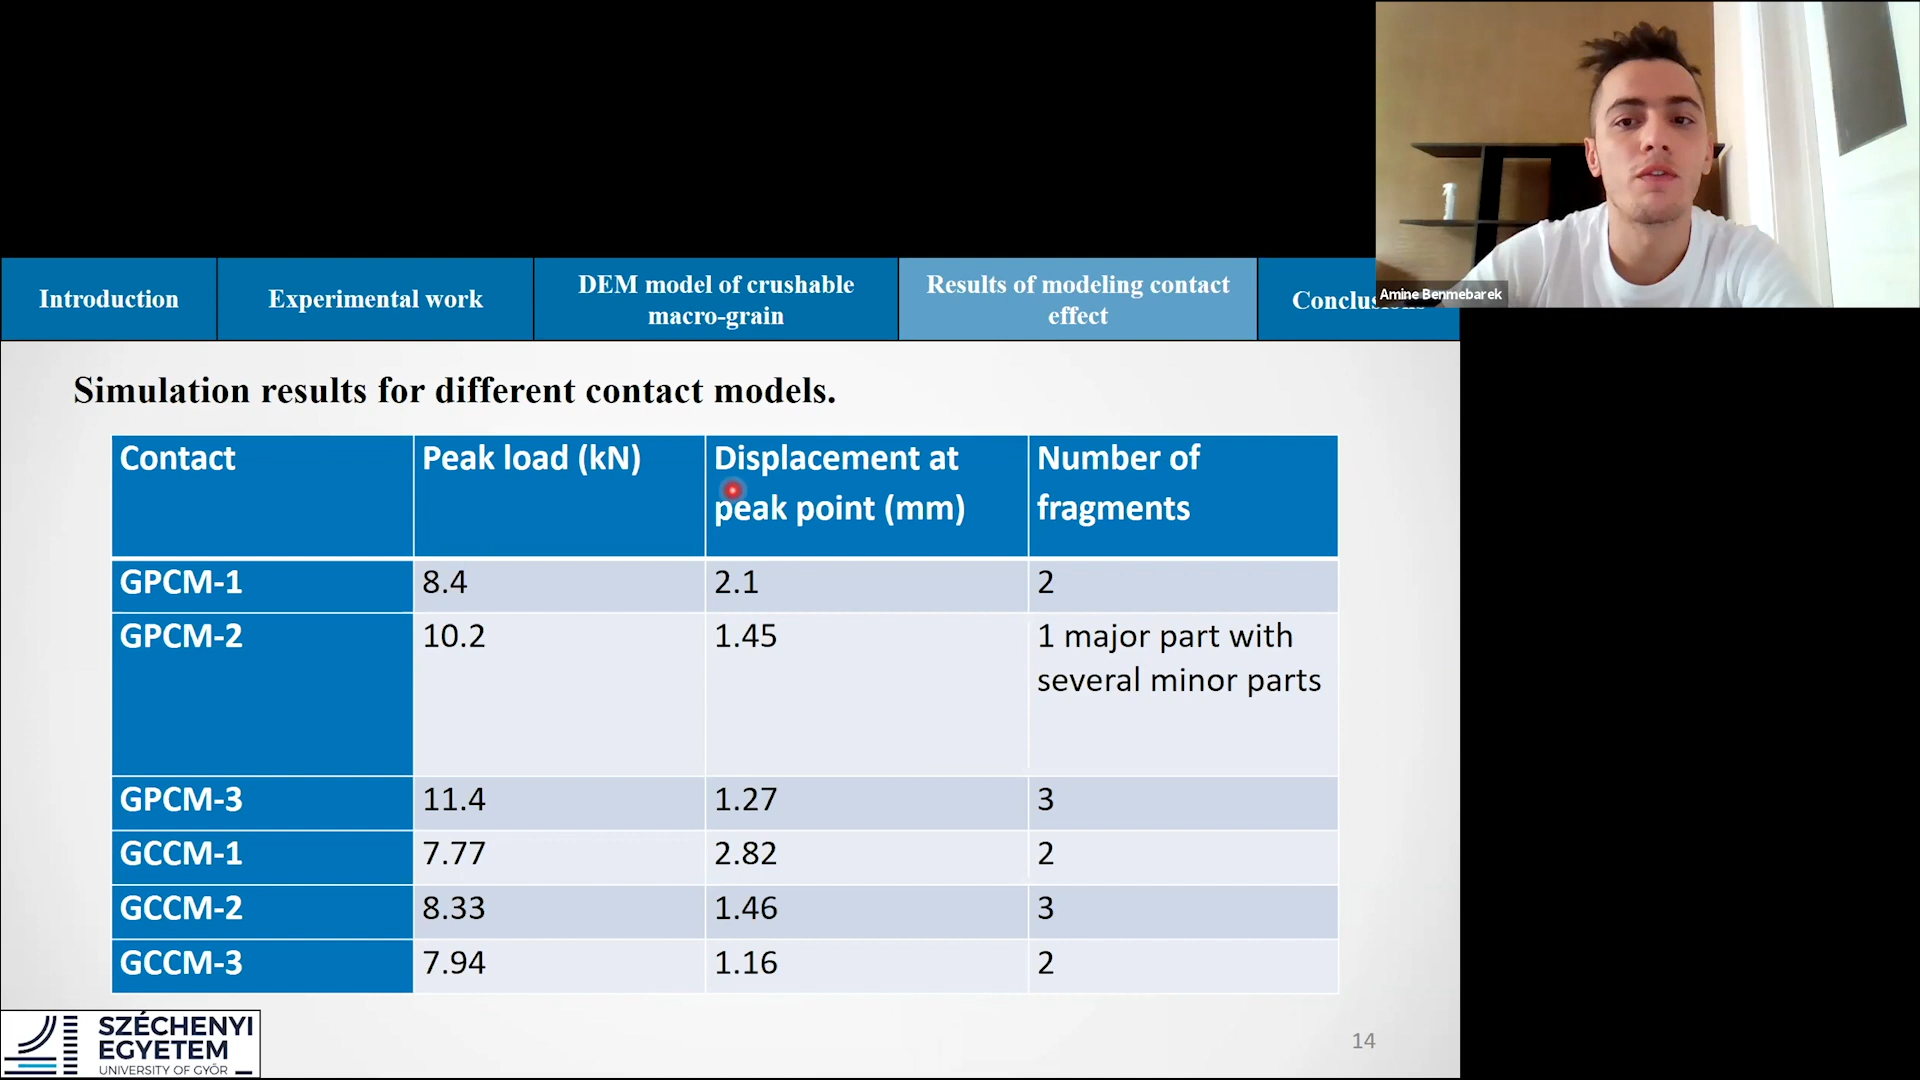 Amine Benmebarek
Introduction
Experimental work
DEM model of crushable
macro-grain
Results of modeling contact
effect
Simulation results for different contact models.
Contact
Peak load (kN)
Displacement at
peak point (mm)
Number of
fragments
GPCM-1
8.4
2.1
2
GPCM-2
10.2
1.45
1 major part with
several minor parts
GPCM-3
11.4
1.27
3
GCCM-1
7.77
2.82
2
GCCM-2
8.33
1.46
3
GCCM-3
7.94
1.16
2
SZÉCHENYI
EGYETEM
UNIVERSITY OF GYŐR
14